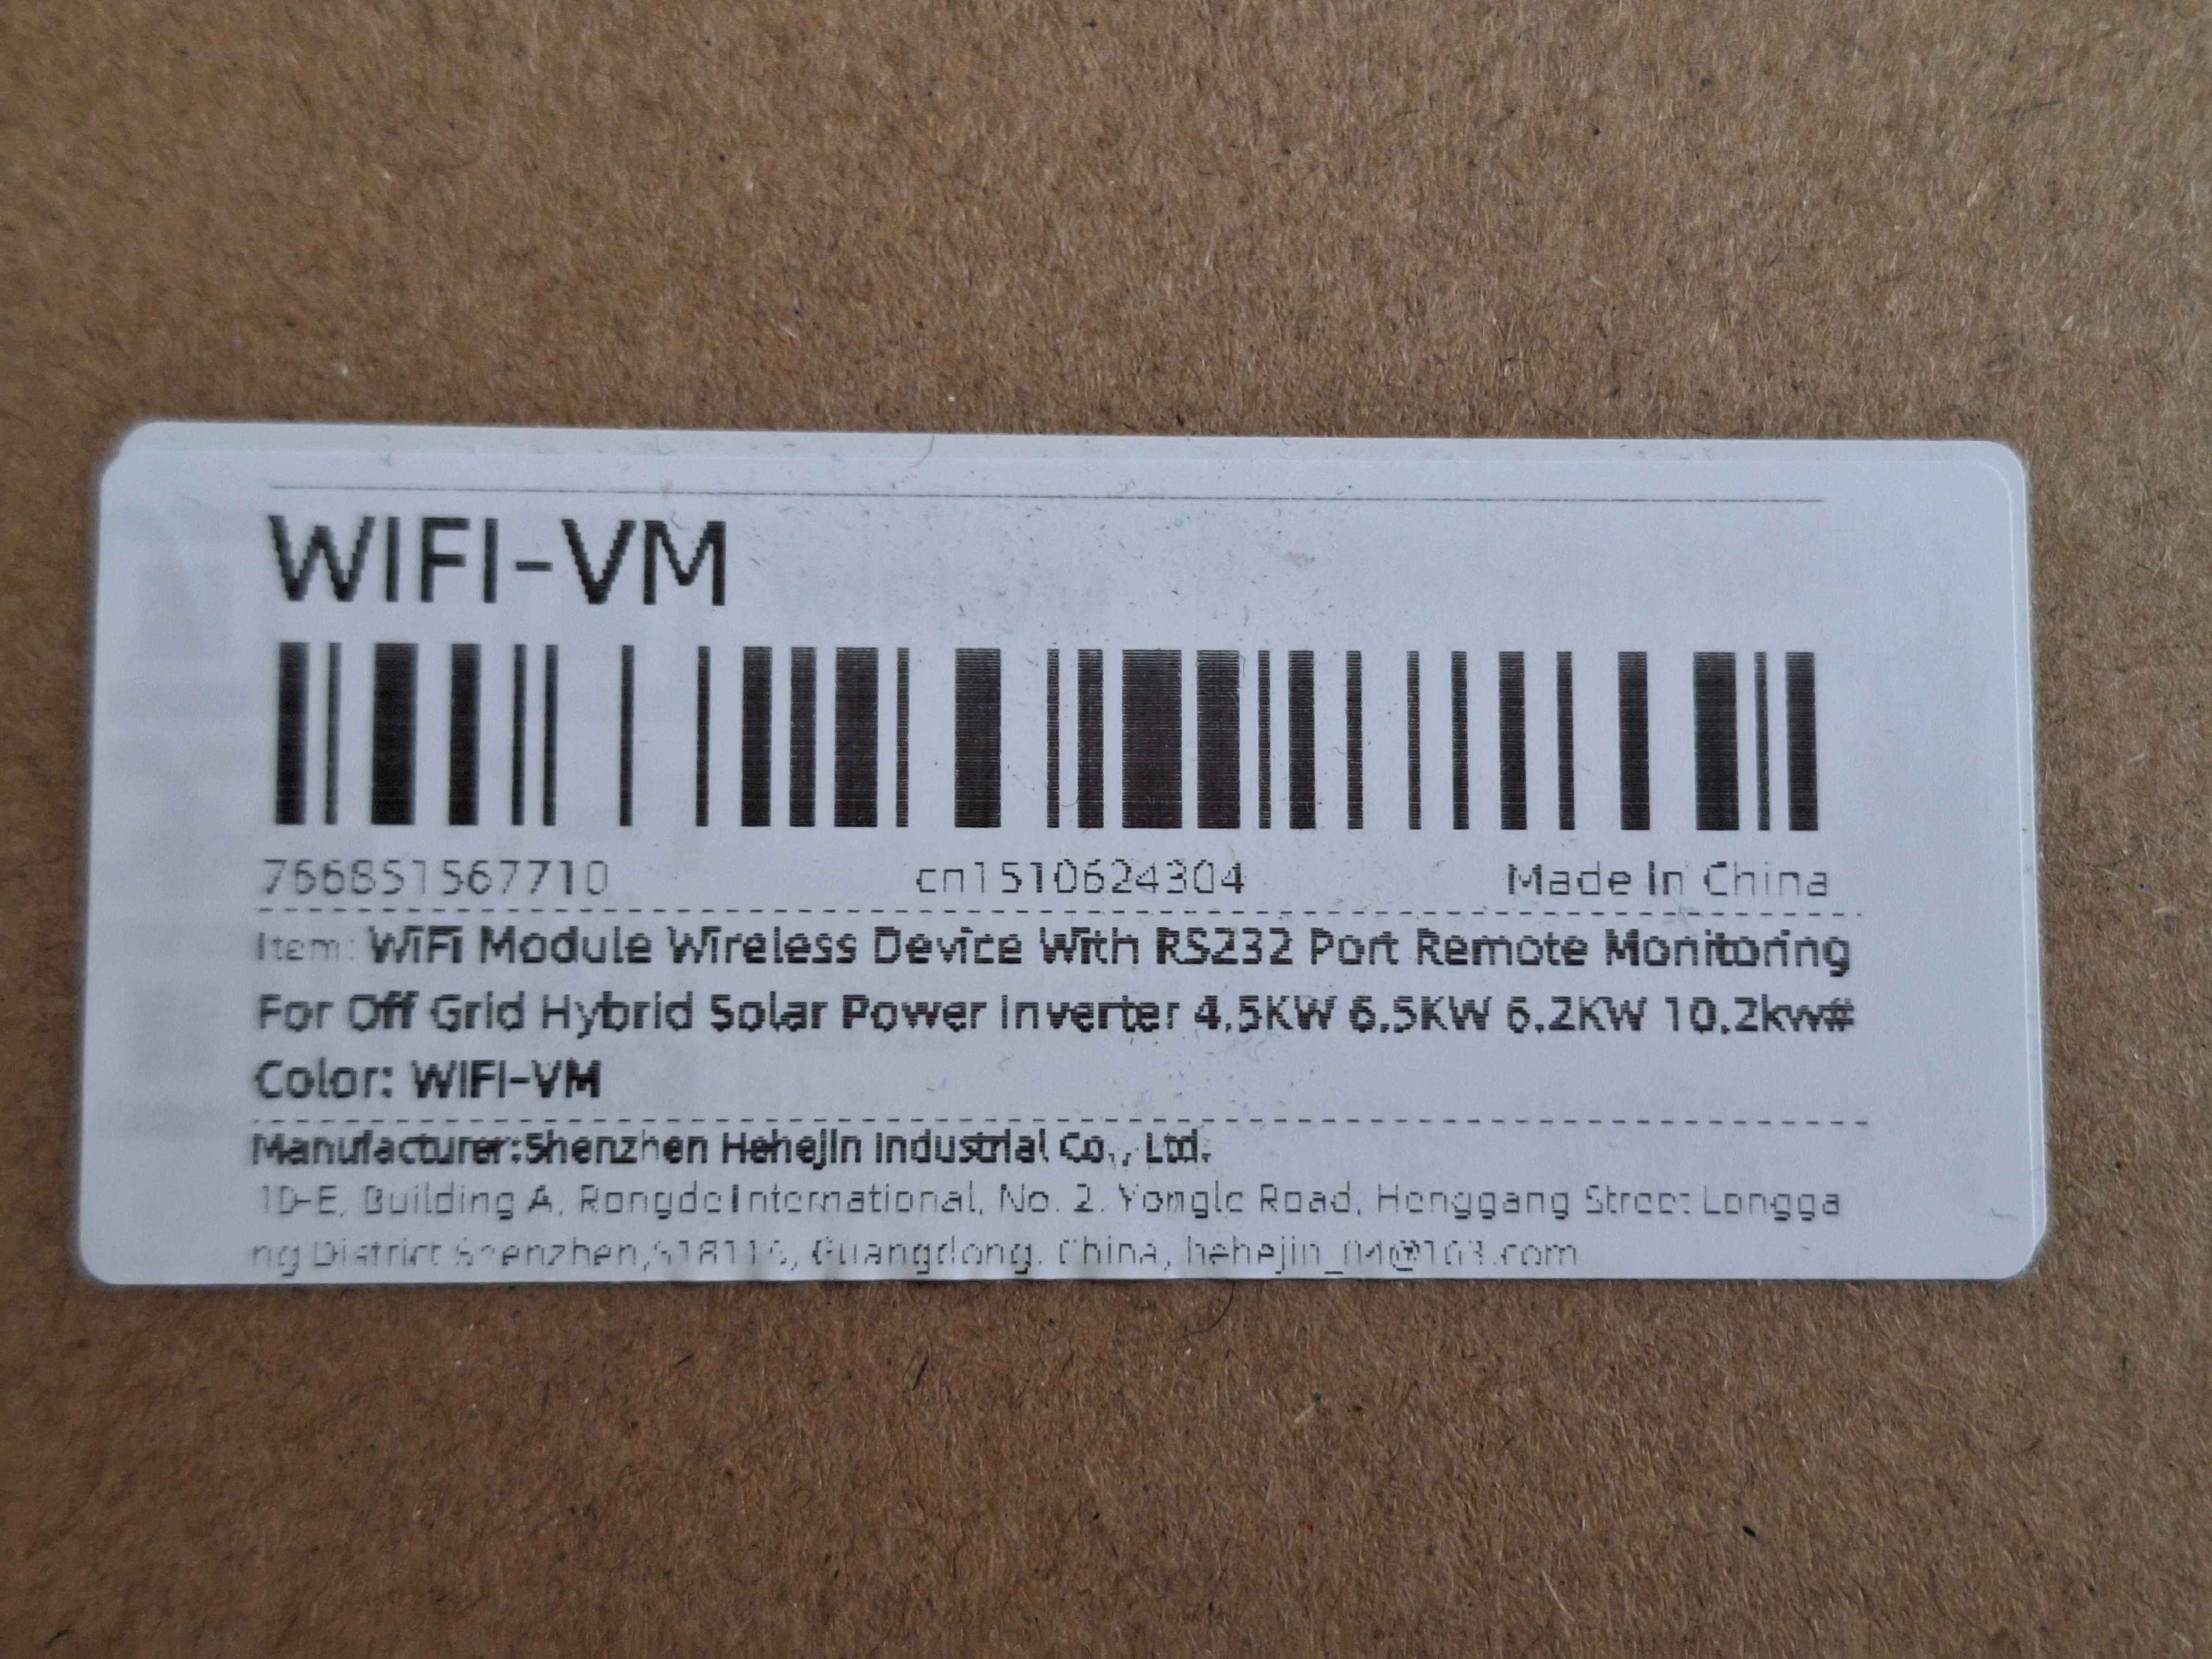 WIFI-VM
766851567710 cn1510624304 Made In China
Item: WiFi Module Wireless Device With RS232 Port Remote Monitoring
For Off Grid Hybrid Solar Power Inverter 4.5KW 6.5KW 6.2KW 10.2kw#
Color: WIFI-VM
Manufacturer:Shenzhen Hehejin Industrial Co., Ltd.
1D-E, Building A, Rongde International, No. 2, Yongle Road, Henggang Street Longga
ng District Shenzhen, Guangdong, China,